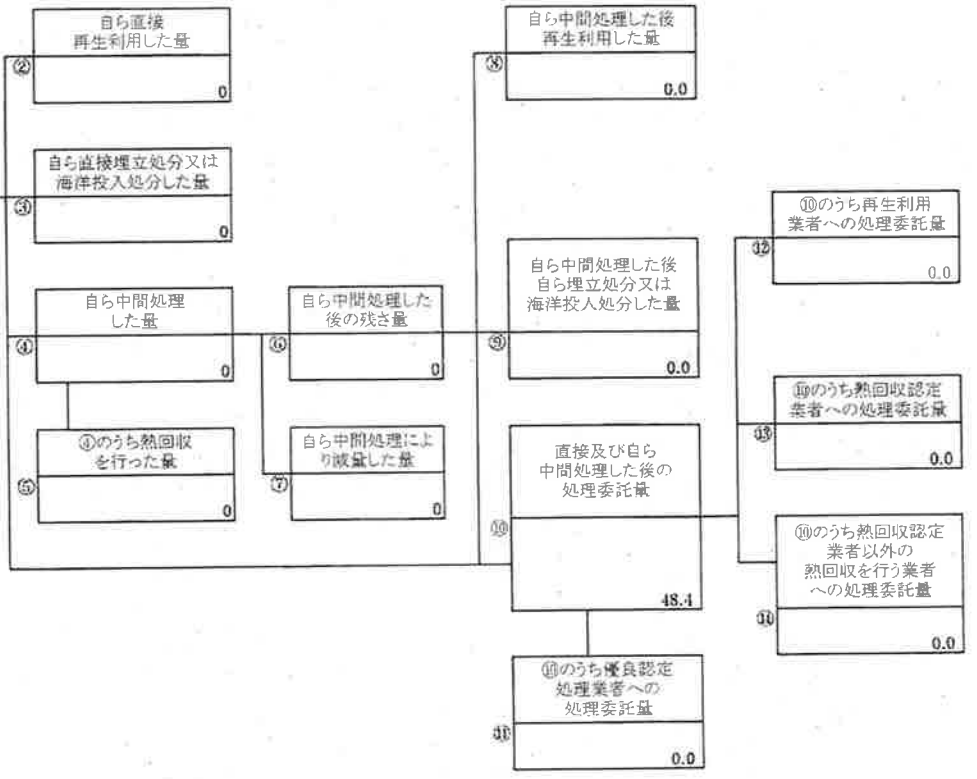 自ら直接
再生利用した量
②
0
自ら直接埋立処分又は
海洋投入処分した量
③
0
自ら中間処理
した量
④
0
④のうち熱回収
を行った量
⑤
0
自ら中間処理した
後の残さ量
⑥
0
自ら中間処理によ
り減量した量
⑦
0
自ら中間処理した後
再生利用した量
⑧
0.0
自ら中間処理した後
自ら埋立処分又は
海洋投入処分した量
⑨
0.0
直接及び自ら
中間処理した後の
処理委託量
⑩
48.4
⑩のうち優良認定
処理業者への
処理委託量
⑪
0.0
⑩のうち再生利用
業者への処理委託量
⑫
0.0
⑩のうち熱回収認定
業者への処理委託量
⑬
0.0
⑩のうち熱回収認定
業者以外の
熱回収を行う業者
への処理委託量
⑭
0.0